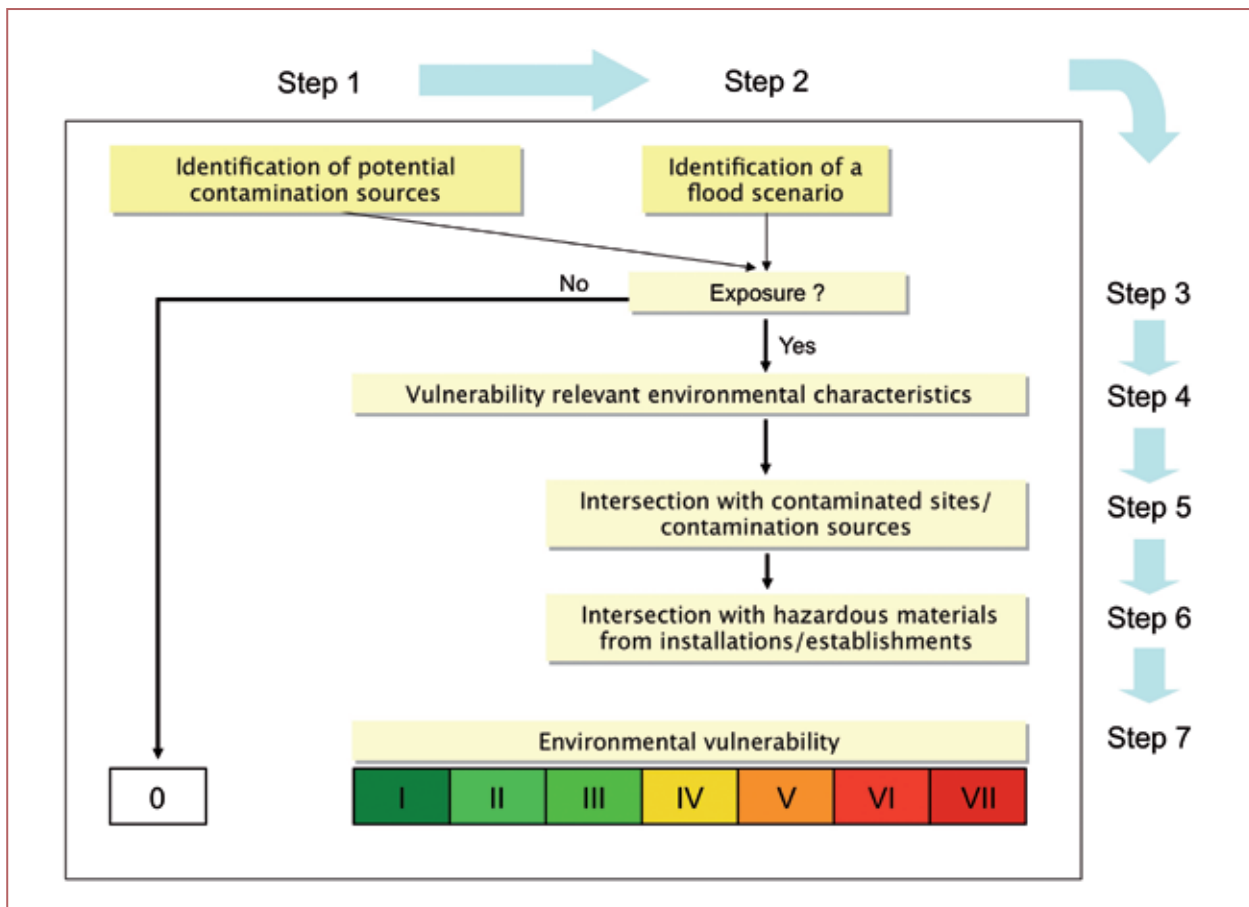 Step 1
Step 2
Identification of potential
contamination sources
Identification of a
flood scenario
No
Exposure ?
Step 3
Yes
Vulnerability relevant environmental characteristics
Step 4
Intersection with contaminated sites/
contamination sources
Step 5
Intersection with hazardous materials
from installations/establishments
Step 6
Environmental vulnerability
Step 7
0
I
II
III
IV
V
VI
VII